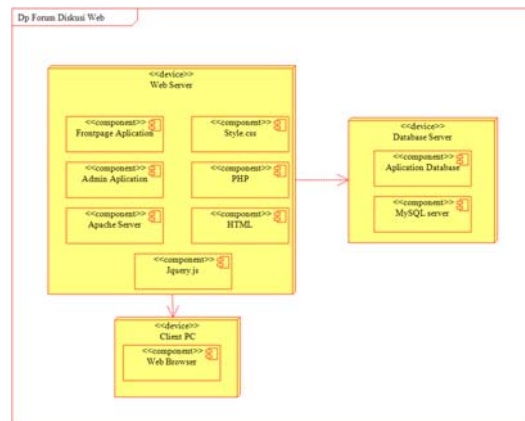 Dp Forum Diskusi Web
<<device>>
Web Server
<<component>>
Frontpage Aplication
<<component>>
Style.css
<<component>>
Admin Aplication
<<component>>
PHP
<<component>>
Apache Server
<<component>>
HTML
<<component>>
Jquery.js
<<device>>
Database Server
<<component>>
Aplication Database
<<component>>
MySQL server
<<device>>
Client PC
<<component>>
Web Browser